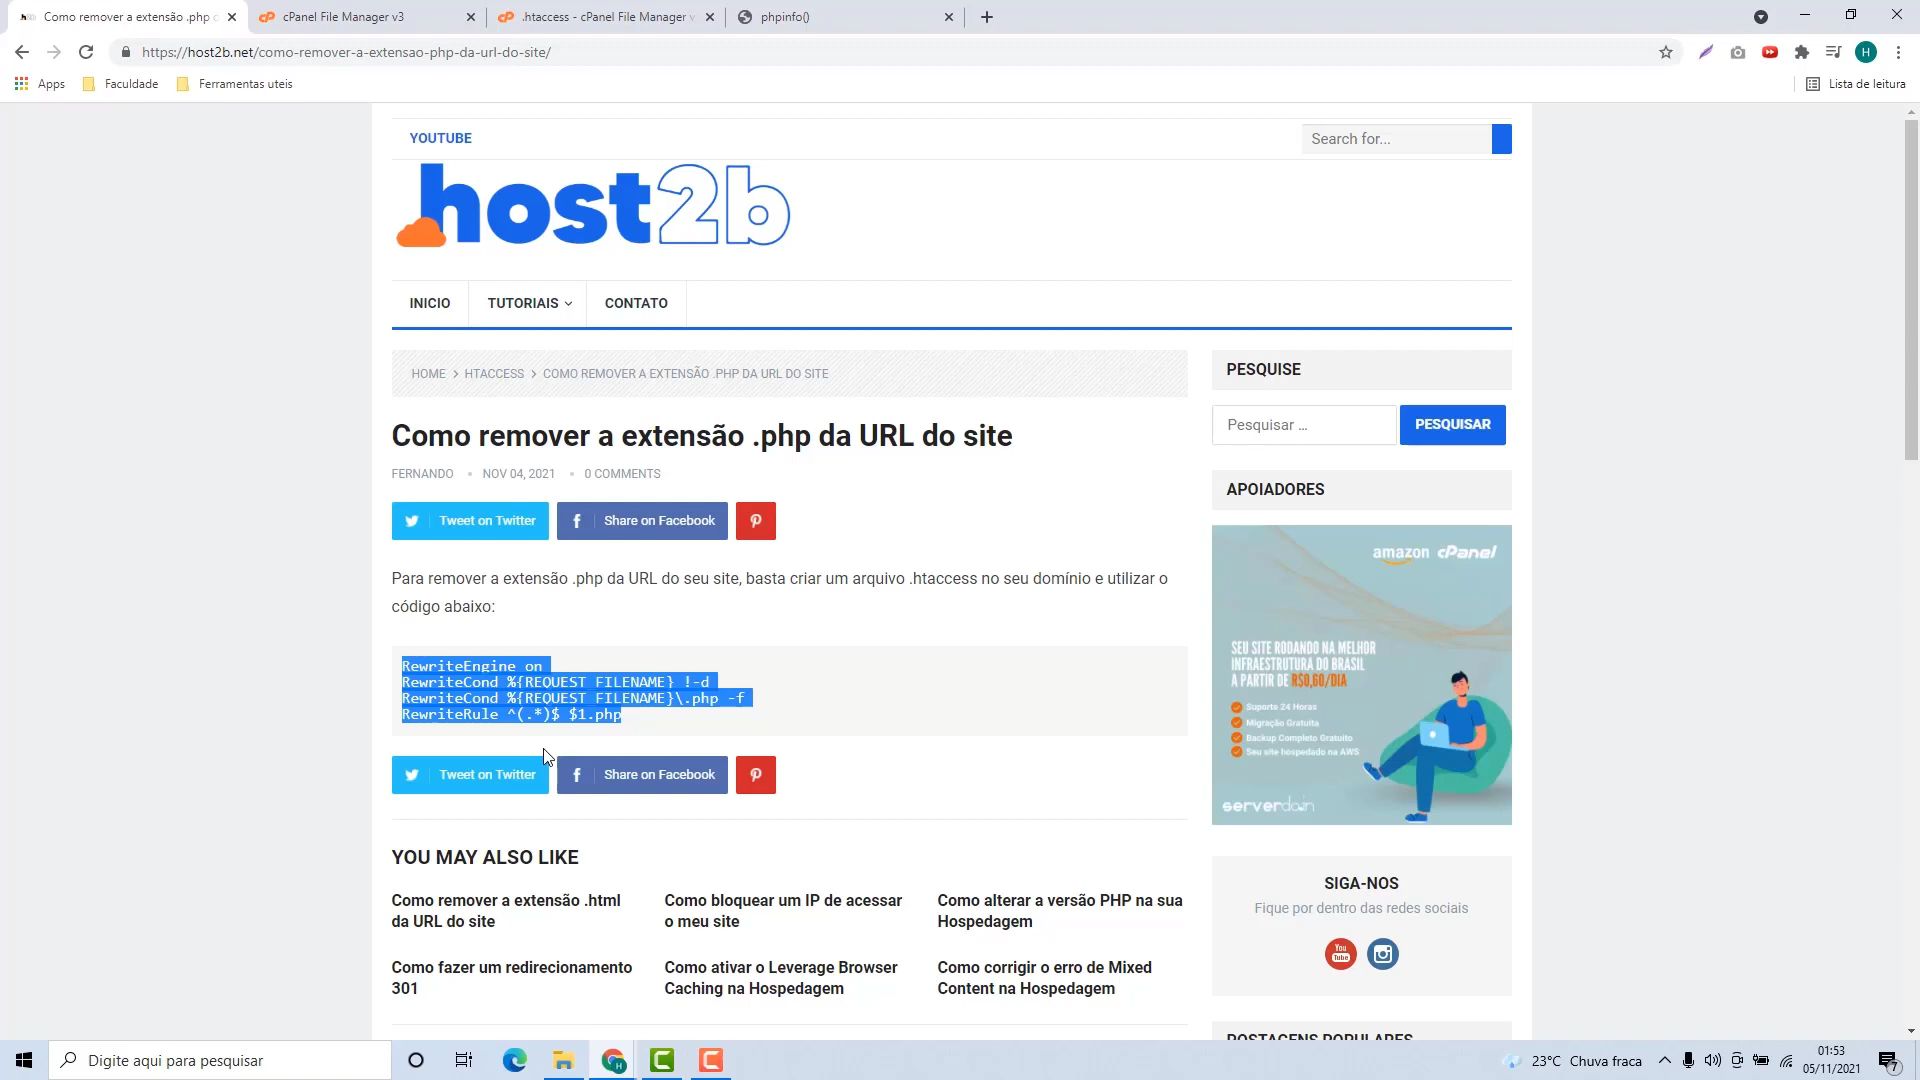 Como remover a extensão .php d
cPanel File Manager v3
.htaccess - cPanel File Manager v
phpinfo()
https://host2b.net/como-remover-a-extensao-php-da-url-do-site/
H
Apps
Faculdade
Ferramentas uteis
Lista de leitura
YOUTUBE
Search for...
host2b
INICIO
TUTORIAIS
CONTATO
HOME > HTACCESS > COMO REMOVER A EXTENSÃO .PHP DA URL DO SITE
PESQUISE
Pesquisar …
PESQUISAR
Como remover a extensão .php da URL do site
FERNANDO • NOV 04, 2021 • 0 COMMENTS
Tweet on Twitter
Share on Facebook
APOIADORES
amazon cPanel
SEU SITE RODANDO NA MELHOR
INFRAESTRUTURA DO BRASIL
A PARTIR DE R$0,60/DIA
Suporte 24 Horas
Migração Gratuita
Backup Completo Gratuito
Seu site hospedado na AWS
serverdoin
Para remover a extensão .php da URL do seu site, basta criar um arquivo .htaccess no seu domínio e utilizar o
código abaixo:
RewriteEngine on
RewriteCond %{REQUEST_FILENAME} !-d
RewriteCond %{REQUEST_FILENAME}\.php -f
RewriteRule ^(.*)$ $1.php
Tweet on Twitter
Share on Facebook
YOU MAY ALSO LIKE
Como remover a extensão .html
da URL do site
Como bloquear um IP de acessar
o meu site
Como alterar a versão PHP na sua
Hospedagem
Como fazer um redirecionamento
301
Como ativar o Leverage Browser
Caching na Hospedagem
Como corrigir o erro de Mixed
Content na Hospedagem
SIGA-NOS
Fique por dentro das redes sociais
You
Tube
POSTAGENS POPULARES
Digite aqui para pesquisar
23°C Chuva fraca
01:53
05/11/2021
7